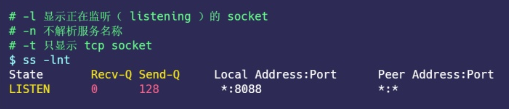 # -l 显示正在监听（ listening ）的 socket
# -n 不解析服务名称
# -t 只显示 tcp socket
$ ss -lnt
State Recv-Q Send-Q Local Address:Port Peer Address:Port
LISTEN 0 128 *:8088 *:*